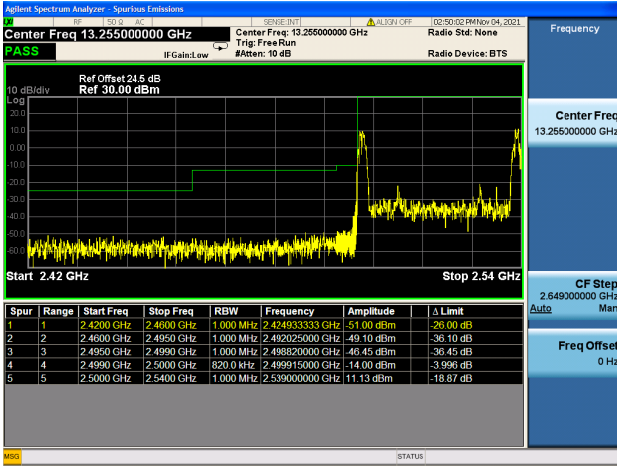 Agilent Spectrum Analyzer - Spurious Emissions
RF 50 Ω AC SENSE:INT ALIGN OFF 02:50:02 PM Nov 04, 2021
Center Freq 13.255000000 GHz Center Freq: 13.255000000 GHz Radio Std: None
Trig: Free Run
PASS IFGain:Low #Atten: 10 dB Radio Device: BTS
Ref Offset 24.5 dB
10 dB/div Ref 30.00 dBm
Log
20.0
10.0
0.00
-10.0
-20.0
-30.0
-40.0
-50.0
-60.0
Start 2.42 GHz Stop 2.54 GHz
Spur Range Start Freq Stop Freq RBW Frequency Amplitude Δ Limit
1 1 2.4200 GHz 2.4600 GHz 1.000 MHz 2.424933333 GHz -51.00 dBm -26.00 dB
2 2 2.4600 GHz 2.4950 GHz 1.000 MHz 2.492025000 GHz -49.10 dBm -36.10 dB
3 3 2.4950 GHz 2.4990 GHz 1.000 MHz 2.498820000 GHz -46.45 dBm -36.45 dB
4 4 2.4990 GHz 2.5000 GHz 820.0 kHz 2.499915000 GHz -14.00 dBm -3.996 dB
5 5 2.5000 GHz 2.5400 GHz 1.000 MHz 2.539000000 GHz 11.13 dBm -18.87 dB
MSG STATUS
Frequency
Center Freq
13.255000000 GHz
CF Step
2.649000000 GHz
Auto Man
Freq Offset
0 Hz